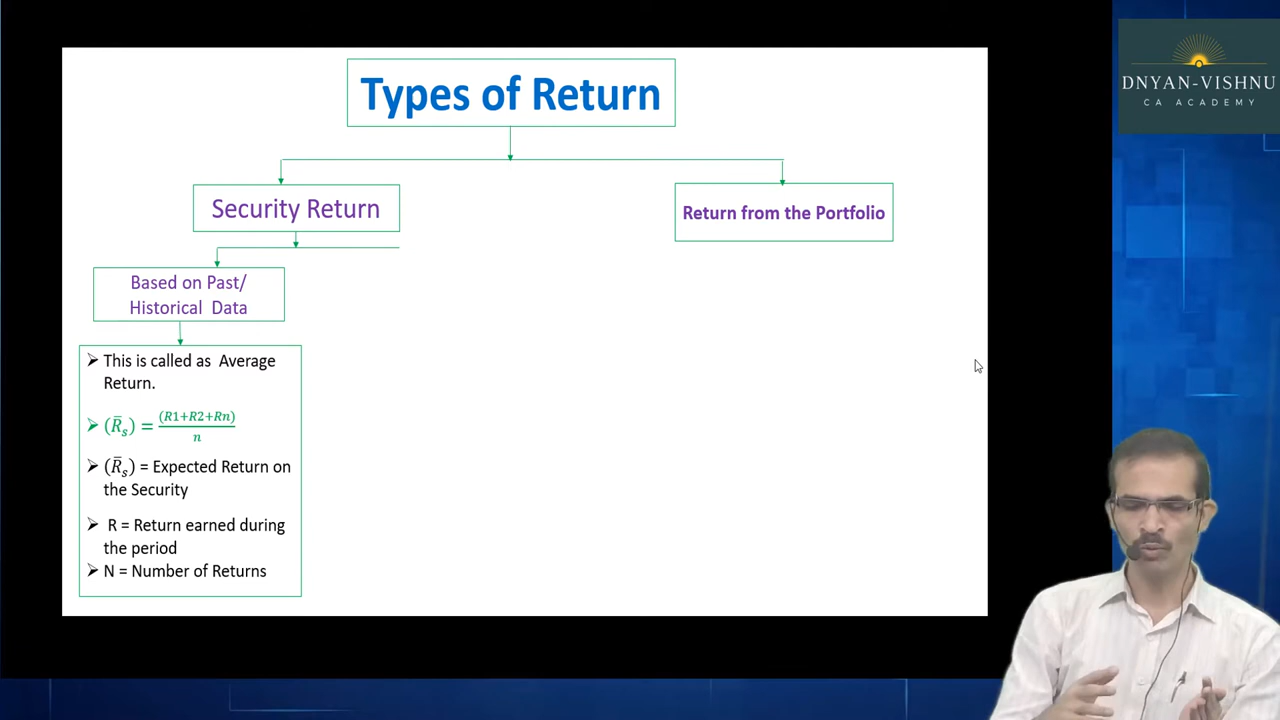 Types of Return
Security Return
Return from the Portfolio
Based on Past/
Historical Data
➤ This is called as Average
Return.
➤ (R̄s) = (R1+R2+Rn)/n
➤ (R̄s) = Expected Return on
the Security
➤ R = Return earned during
the period
➤ N = Number of Returns
DNYAN-VISHNU
CA ACADEMY